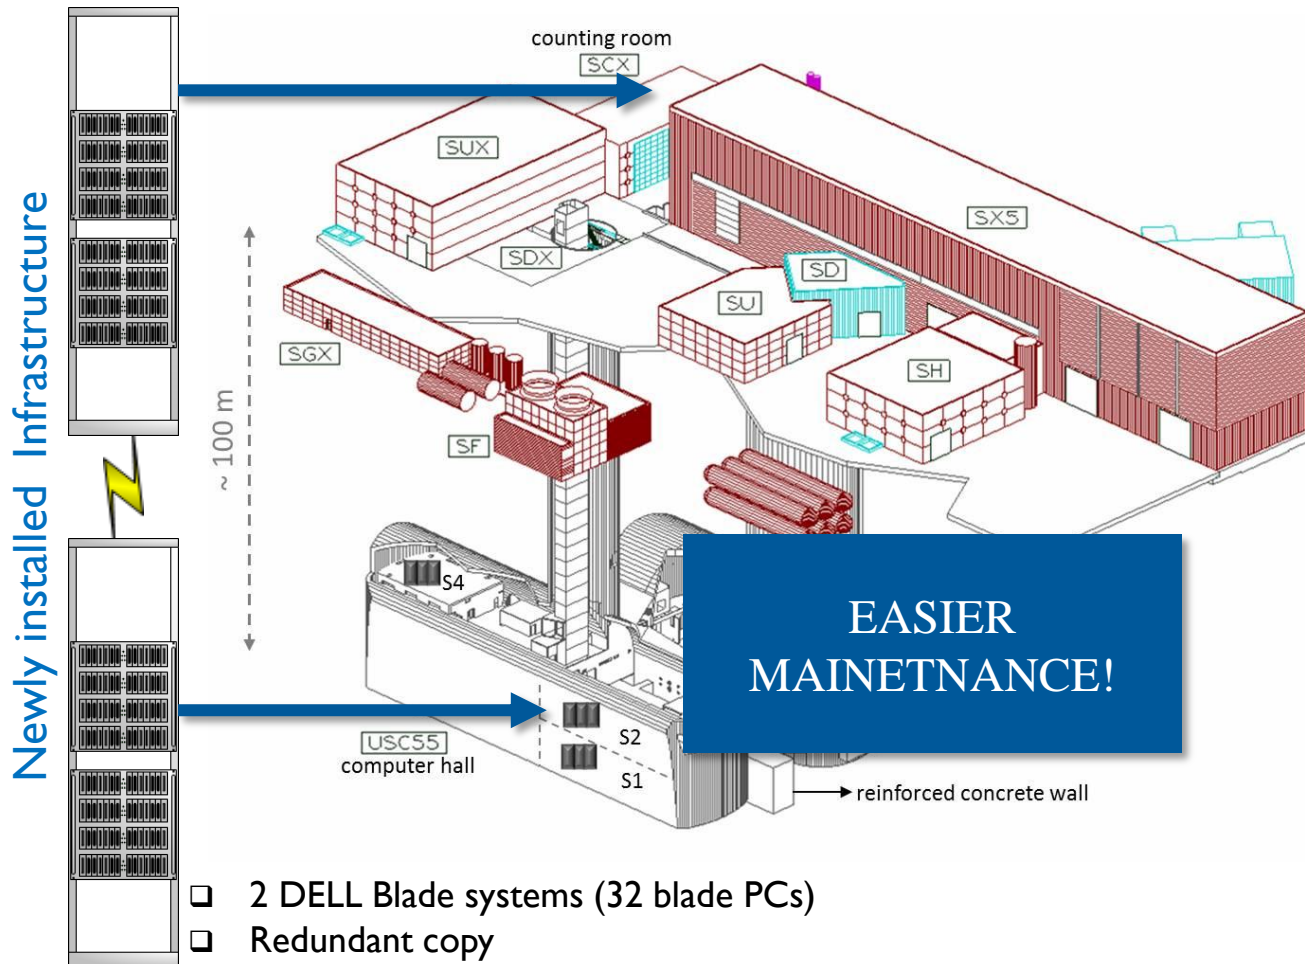 Newly installed Infrastructure
counting room
SCX
SUX
SX5
SDX
SD
SU
SGX
SH
SF
~ 100 m
S4
EASIER
MAINETNANCE!
S2
USC55
computer hall
S1
reinforced concrete wall
❑ 2 DELL Blade systems (32 blade PCs)
❑ Redundant copy